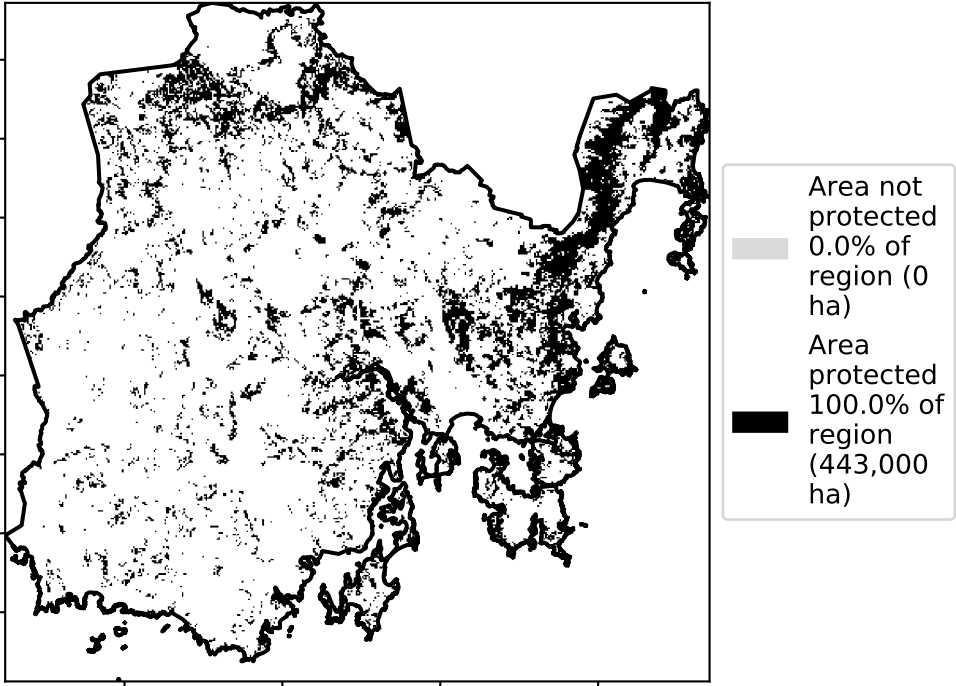 Area not
protected
0.0% of
region (0
ha)
Area
protected
100.0% of
region
(443,000
ha)